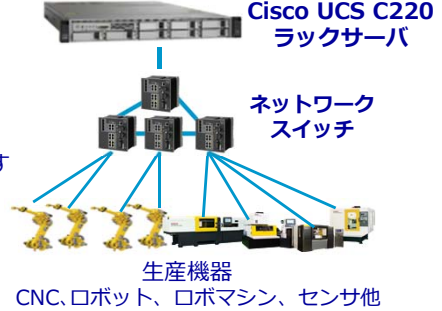 Cisco UCS C220
ラックサーバ
ネットワーク
スイッチ
す
生産機器
CNC、ロボット、ロボマシン、センサ他